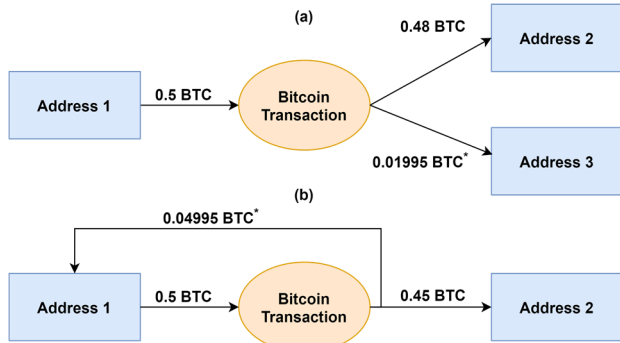 (a)
0.48 BTC
Address 2
Address 1
0.5 BTC
Bitcoin
Transaction
0.01995 BTC*
Address 3
(b)
0.04995 BTC*
Address 1
0.5 BTC
Bitcoin
Transaction
0.45 BTC
Address 2